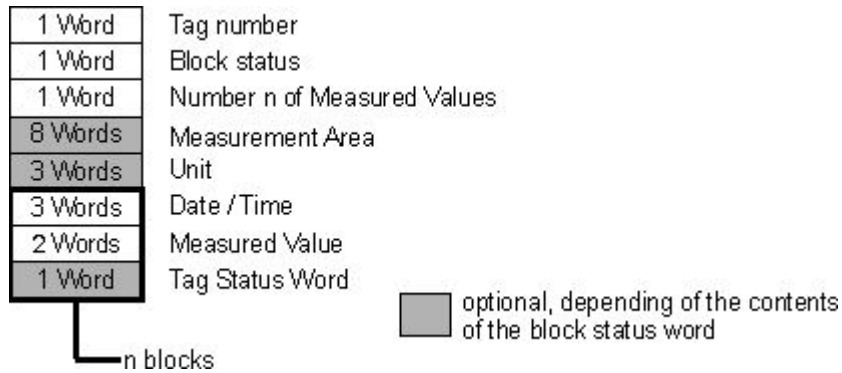 1 Word Tag number
1 Word Block status
1 Word Number n of Measured Values
8 Words Measurement Area
3 Words Unit
3 Words Date / Time
2 Words Measured Value
1 Word Tag Status Word
optional, depending of the contents
of the block status word
n blocks